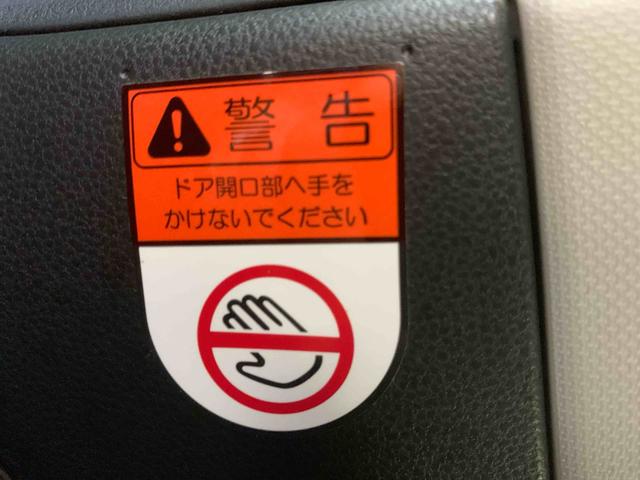 警告
ドア開口部へ手を
かけないでください